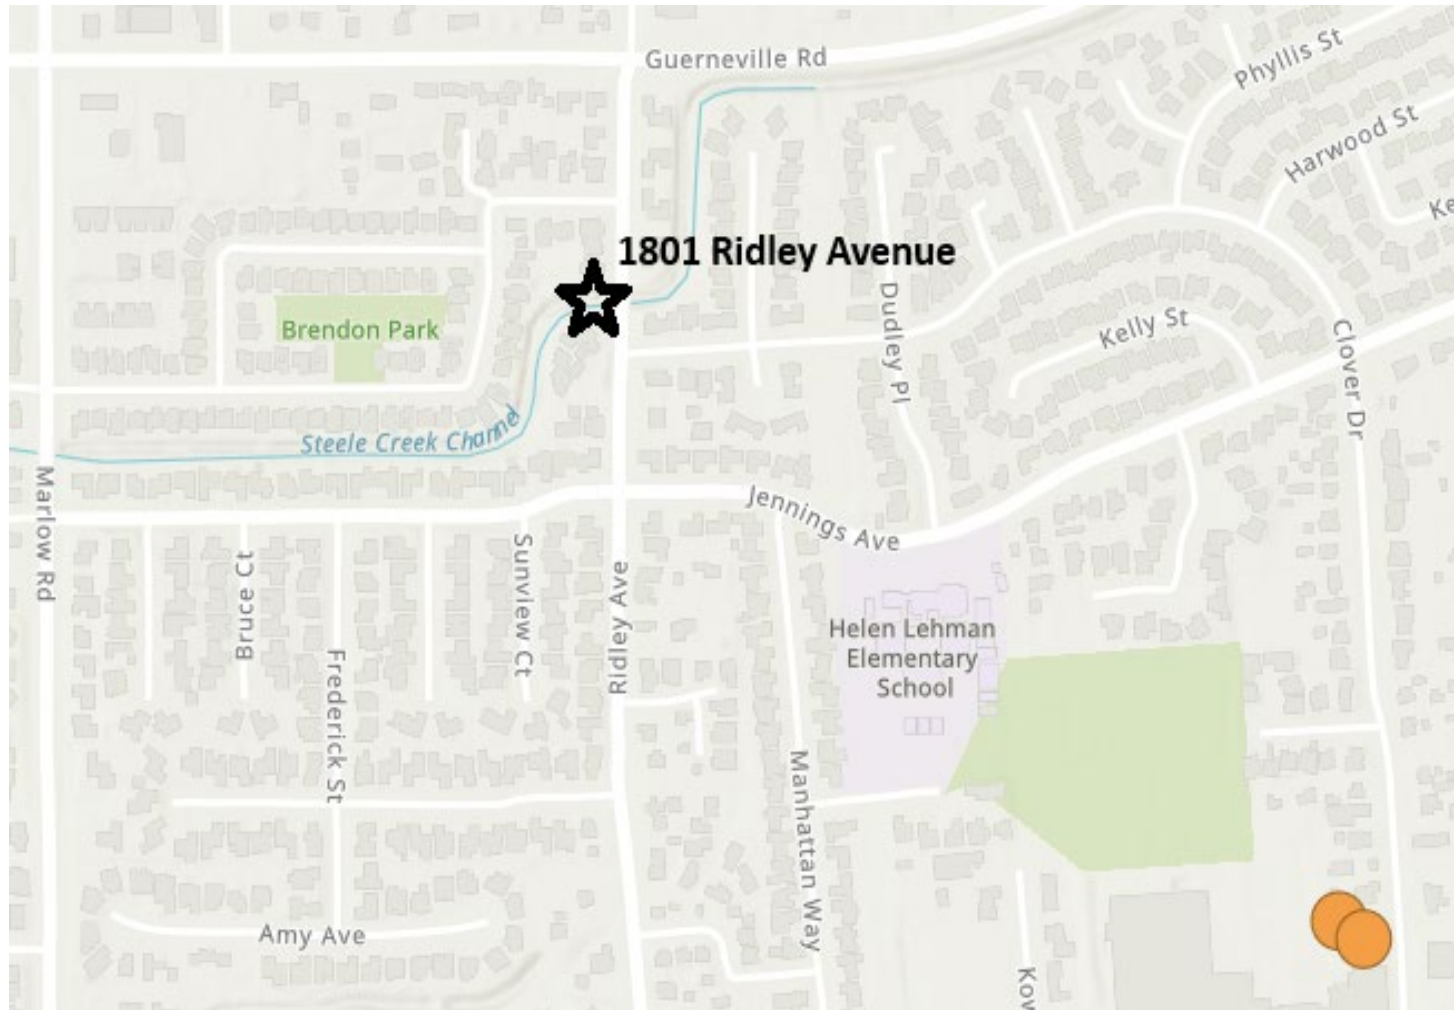 Guerneville Rd
Phyllis St
Harwood St
Ke
1801 Ridley Avenue
Brendon Park
Dudley Pl
Kelly St
Clover Dr
Steele Creek Channel
Marlow Rd
Jennings Ave
Bruce Ct
Sunview Ct
Ridley Ave
Frederick St
Helen Lehman
Elementary
School
Manhattan Way
Amy Ave
Kov